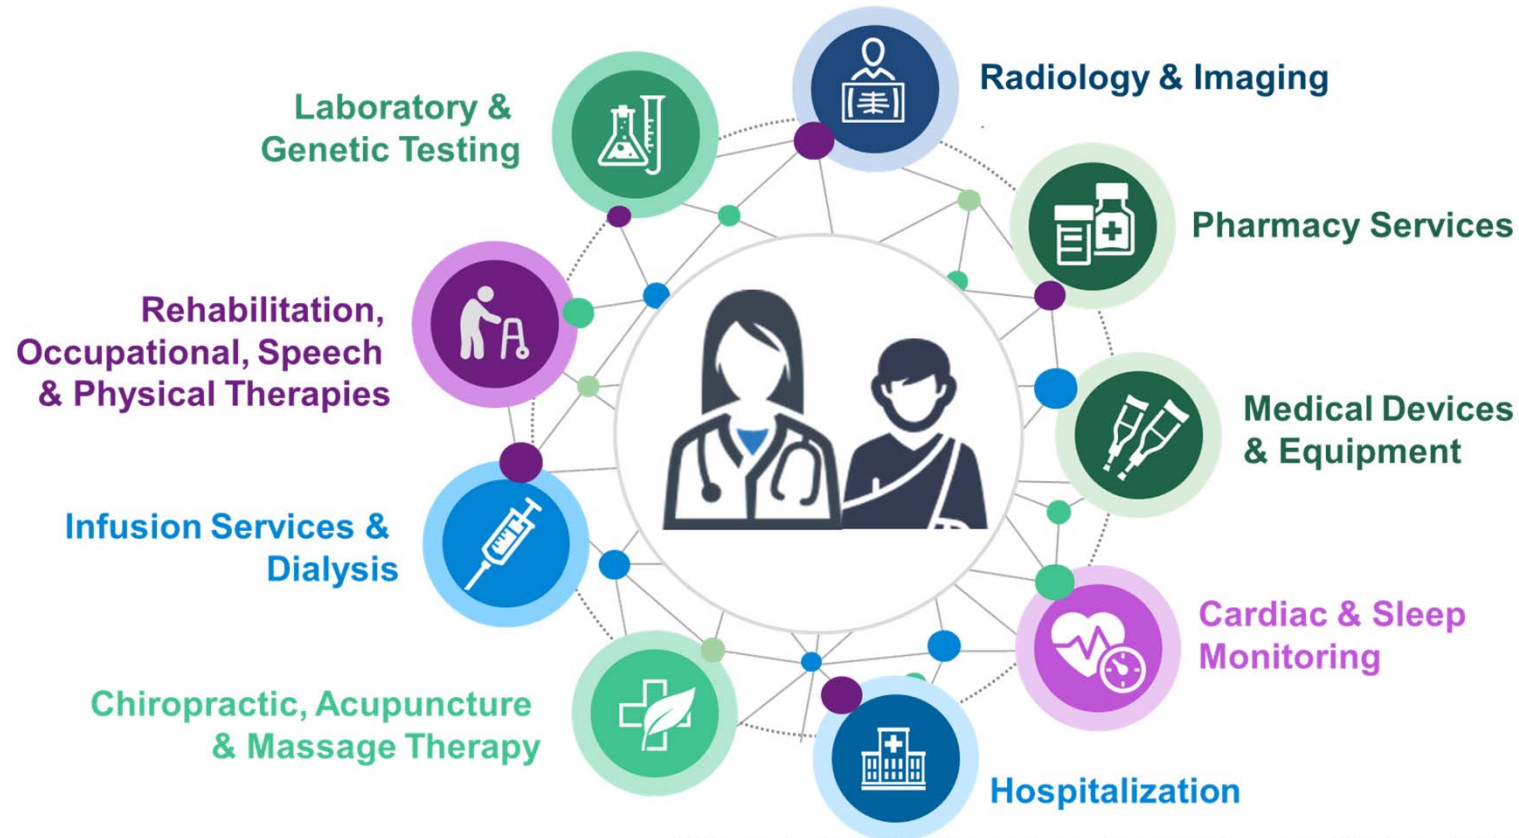 Radiology & Imaging
Laboratory &
Genetic Testing
Pharmacy Services
Rehabilitation,
Occupational, Speech
& Physical Therapies
Medical Devices
& Equipment
Infusion Services &
Dialysis
Cardiac & Sleep
Monitoring
Chiropractic, Acupuncture
& Massage Therapy
Hospitalization